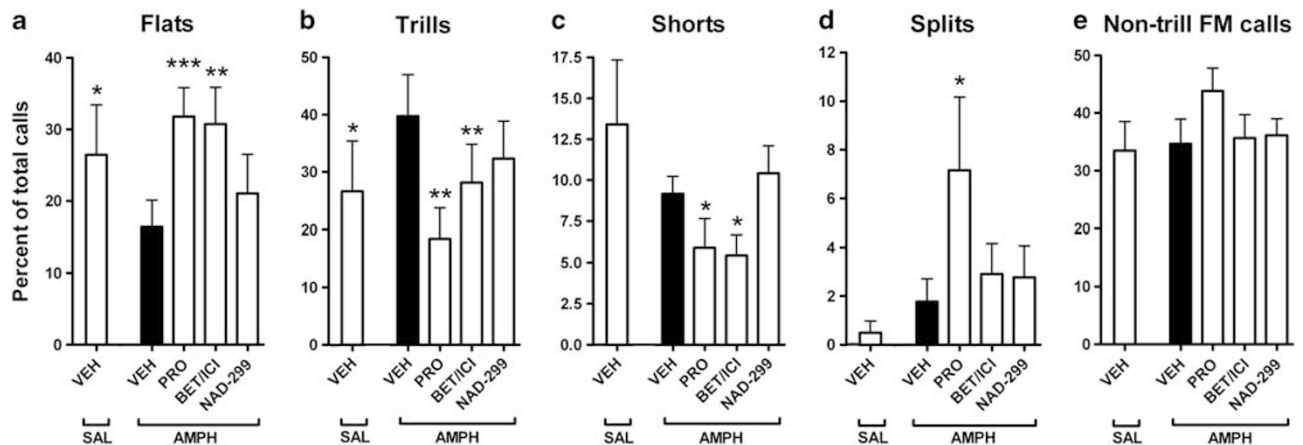 a Flats
b Trills
c Shorts
d Splits
e Non-trill FM calls
Percent of total calls
40
30
20
10
0
*
***
**
VEH
VEH
PRO
BET/ICI
NAD-299
SAL
AMPH
50
40
30
20
10
0
*
**
**
VEH
VEH
PRO
BET/ICI
NAD-299
SAL
AMPH
17.5
15.0
12.5
10.0
7.5
5.0
2.5
0.0
*
*
VEH
VEH
PRO
BET/ICI
NAD-299
SAL
AMPH
12
10
8
6
4
2
0
*
VEH
VEH
PRO
BET/ICI
NAD-299
SAL
AMPH
50
40
30
20
10
0
VEH
VEH
PRO
BET/ICI
NAD-299
SAL
AMPH